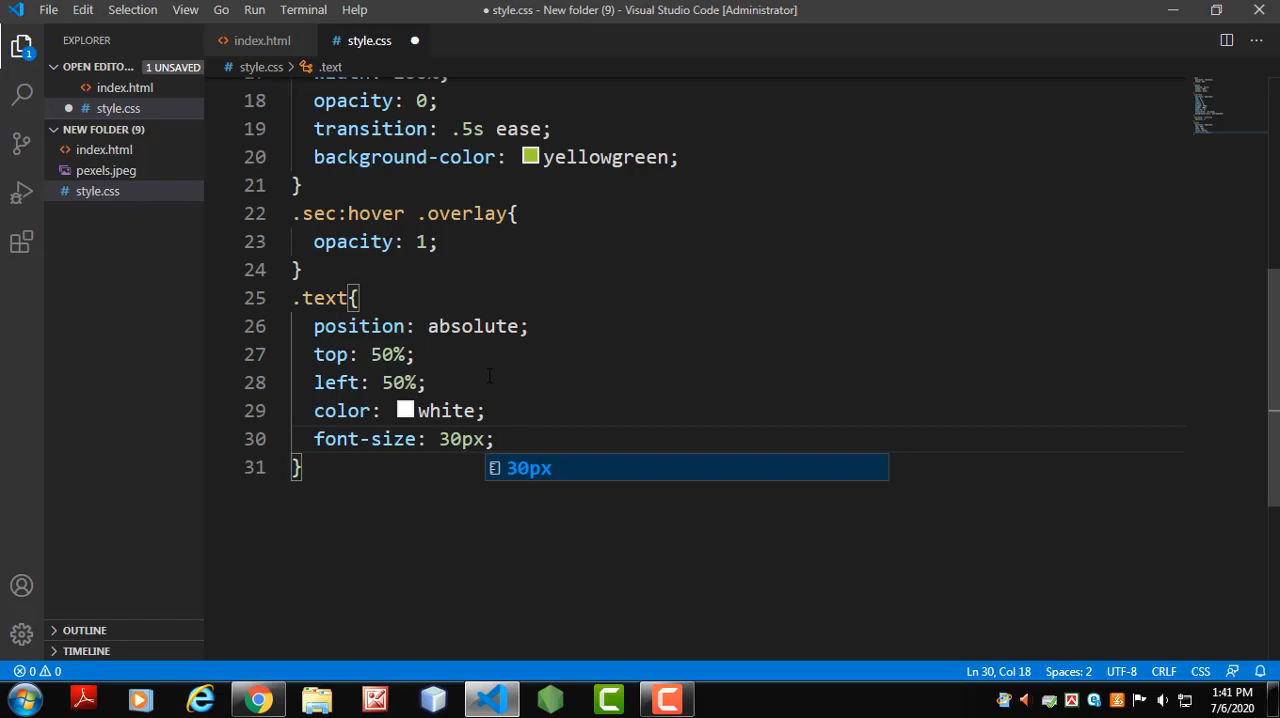 File Edit Selection View Go Run Terminal Help
● style.css - New folder (9) - Visual Studio Code [Administrator]
EXPLORER
index.html
# style.css ●
OPEN EDITO... 1 UNSAVED
# style.css > .text
index.html
● # style.css
NEW FOLDER (9)
index.html
pexels.jpeg
# style.css
18 opacity: 0;
19 transition: .5s ease;
20 background-color: yellowgreen;
21 }
22 .sec:hover .overlay{
23 opacity: 1;
24 }
25 .text{
26 position: absolute;
27 top: 50%;
28 left: 50%;
29 color: white;
30 font-size: 30px;
31 }
30px
1
OUTLINE
TIMELINE
0 0
Ln 30, Col 18 Spaces: 2 UTF-8 CRLF CSS
1:41 PM
7/6/2020